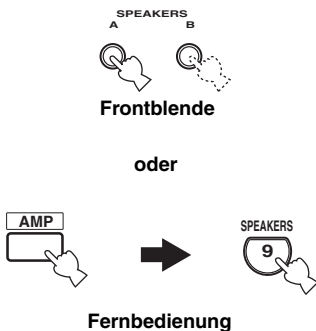 SPEAKERS
A B
Frontblende
oder
AMP
SPEAKERS
9
Fernbedienung